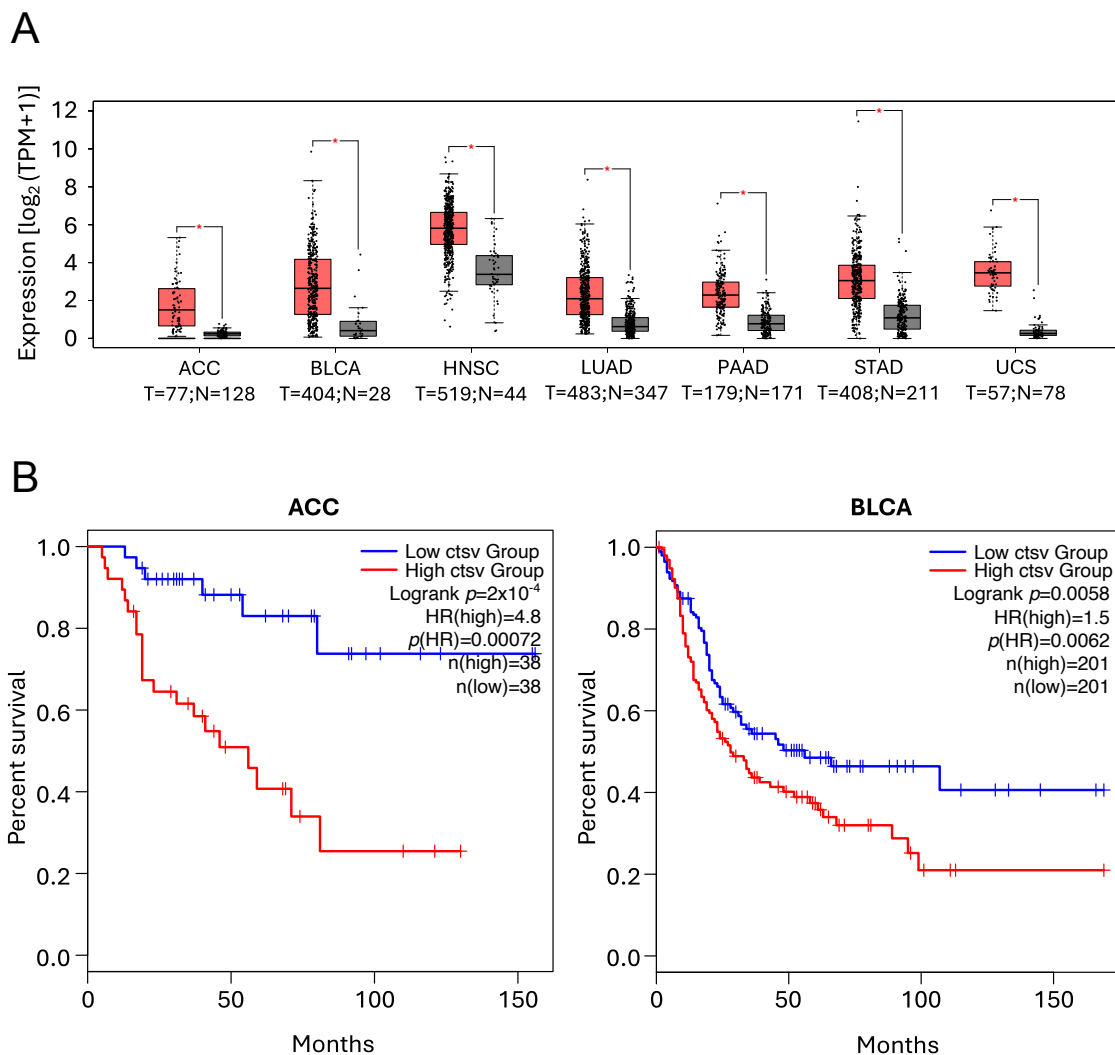 A
Expression [log2 (TPM+1)]
12
10
8
6
4
2
0
* * * * * * *
ACC BLCA HNSC LUAD PAAD STAD UCS
T=77;N=128 T=404;N=28 T=519;N=44 T=483;N=347 T=179;N=171 T=408;N=211 T=57;N=78
B
ACC
Percent survival
1.0
0.8
0.6
0.4
0.2
0.0
Low ctsv Group
High ctsv Group
Logrank p=2x10⁻⁴
HR(high)=4.8
p(HR)=0.00072
n(high)=38
n(low)=38
0 50 100 150
Months
BLCA
Percent survival
1.0
0.8
0.6
0.4
0.2
0.0
Low ctsv Group
High ctsv Group
Logrank p=0.0058
HR(high)=1.5
p(HR)=0.0062
n(high)=201
n(low)=201
0 50 100 150
Months